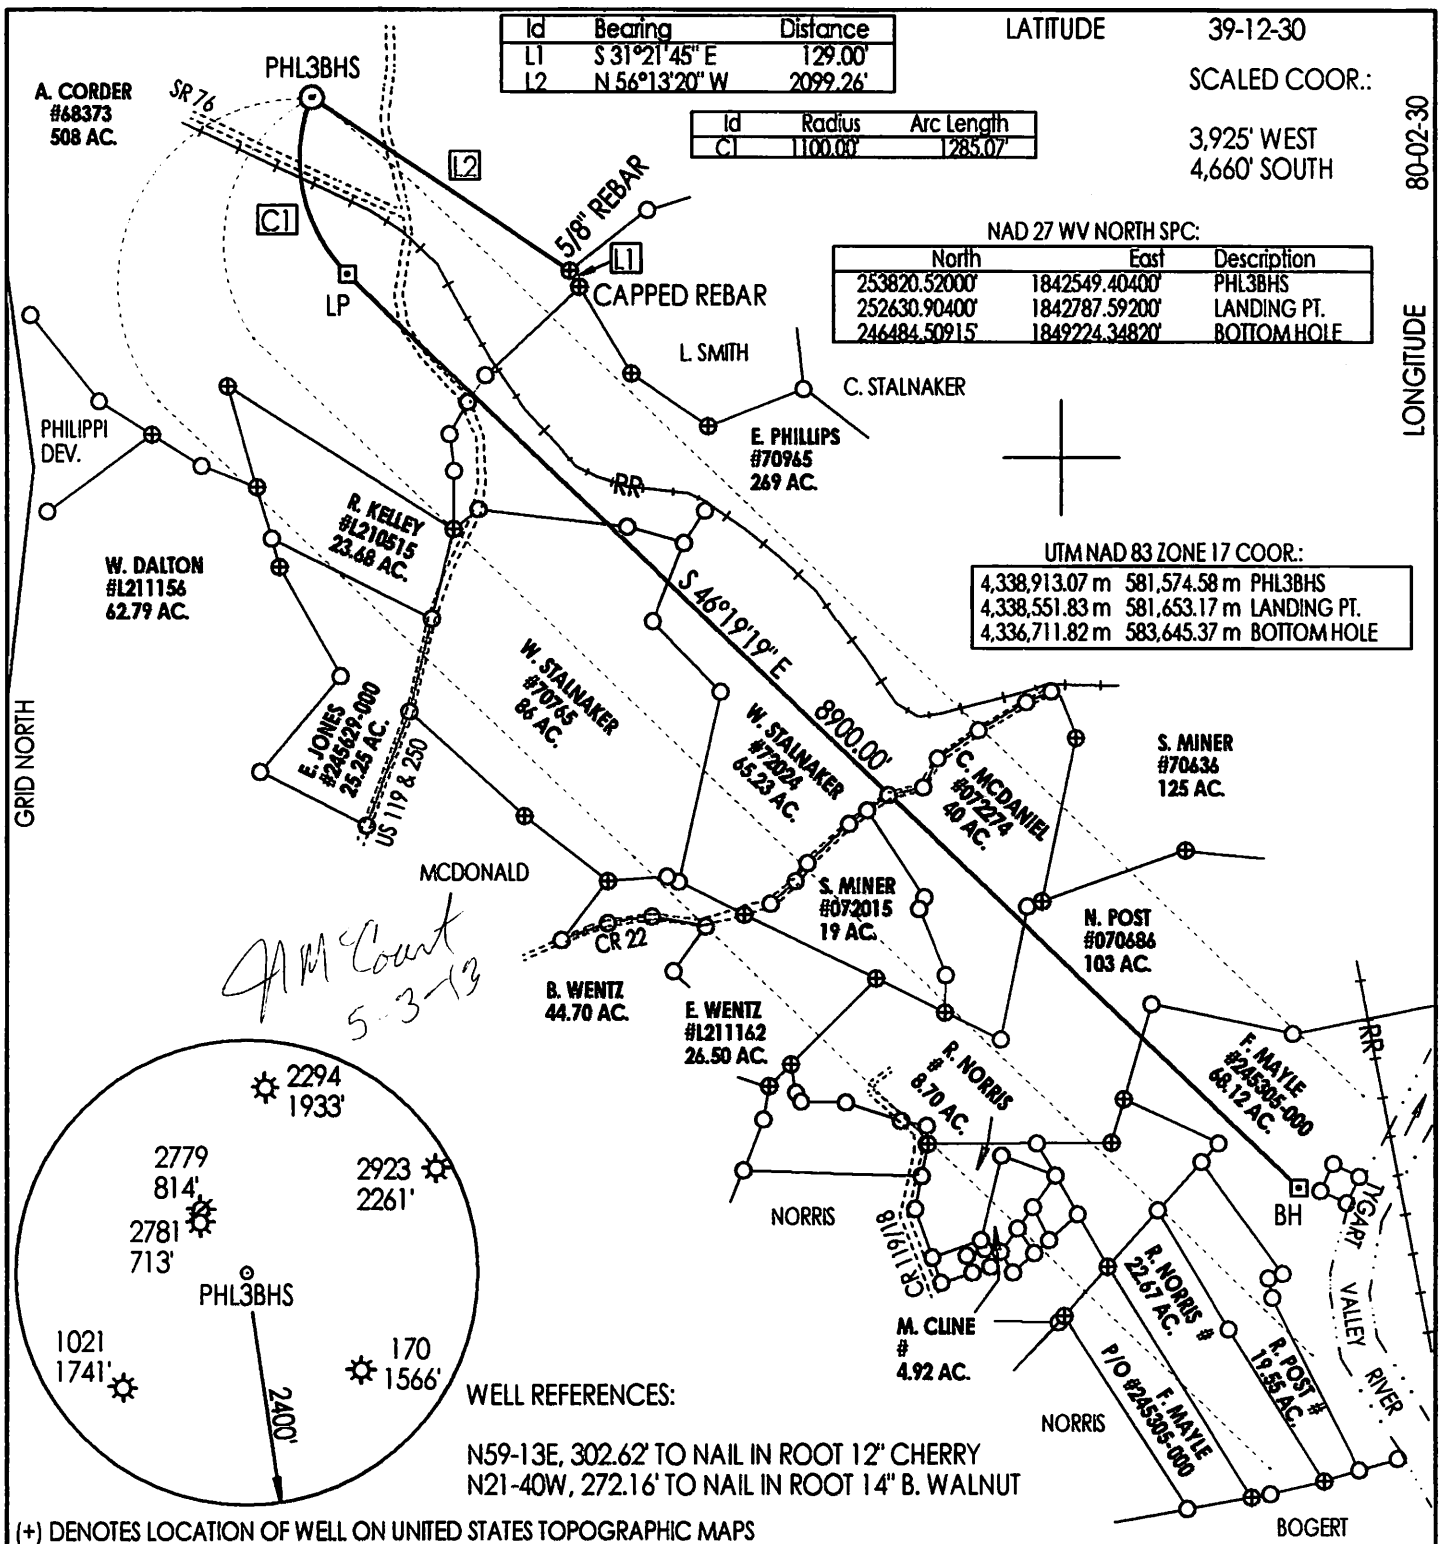 Id Bearing Distance
L1 S 31°21'45" E 129.00'
L2 N 56°13'20" W 2099.26'
LATITUDE 39-12-30
SCALED COOR.:
3,925' WEST
4,660' SOUTH
80-02-30
LONGITUDE
Id Radius Arc Length
C1 1100.00' 1285.07'
PHL3BHS
A. CORDER
#68373
508 AC.
SR 76
L2
5/8" REBAR
C1
L1
LP
CAPPED REBAR
NAD 27 WV NORTH SPC:
North East Description
253820.52000' 1842549.40400' PHL3BHS
252630.90400' 1842787.59200' LANDING PT.
246484.50915' 1849224.34820' BOTTOM HOLE
L. SMITH
C. STALNAKER
PHILIPPI
DEV.
E. PHILLIPS
#70965
269 AC.
RR
R. KELLEY
#L210515
23.68 AC.
W. DALTON
#L211156
62.79 AC.
UTM NAD 83 ZONE 17 COOR.:
4,338,913.07 m 581,574.58 m PHL3BHS
4,338,551.83 m 581,653.17 m LANDING PT.
4,336,711.82 m 583,645.37 m BOTTOM HOLE
S 46°19'19" E
8900.00'
GRID NORTH
W. STALNAKER
#70765
86 AC.
E. JONES
#245629-000
25.25 AC.
US 119 & 250
W. STALNAKER
#72024
65.23 AC.
C. MCDANIEL
#072274
40 AC.
S. MINER
#70636
125 AC.
MCDONALD
S. MINER
#072015
19 AC.
N. POST
#070686
103 AC.
CR 22
JH McCourt
5-3-13
B. WENTZ
44.70 AC.
E. WENTZ
#L211162
26.50 AC.
R. NORRIS
#
8.70 AC.
F. MAYLE
#245305-000
68.12 AC.
RR
2294
1933'
2779
814'
2923
2261'
2781
713'
PHL3BHS
1021
1741'
170
1566'
2400'
NORRIS
CR 119/18
BH
TYGART
VALLEY
RIVER
M. CLINE
#
4.92 AC.
R. NORRIS #
22.67 AC.
R. POST #
19.55 AC.
F. MAYLE
P/O #245305-000
NORRIS
WELL REFERENCES:
N59-13E, 302.62' TO NAIL IN ROOT 12" CHERRY
N21-40W, 272.16' TO NAIL IN ROOT 14" B. WALNUT
BOGERT
(+) DENOTES LOCATION OF WELL ON UNITED STATES TOPOGRAPHIC MAPS